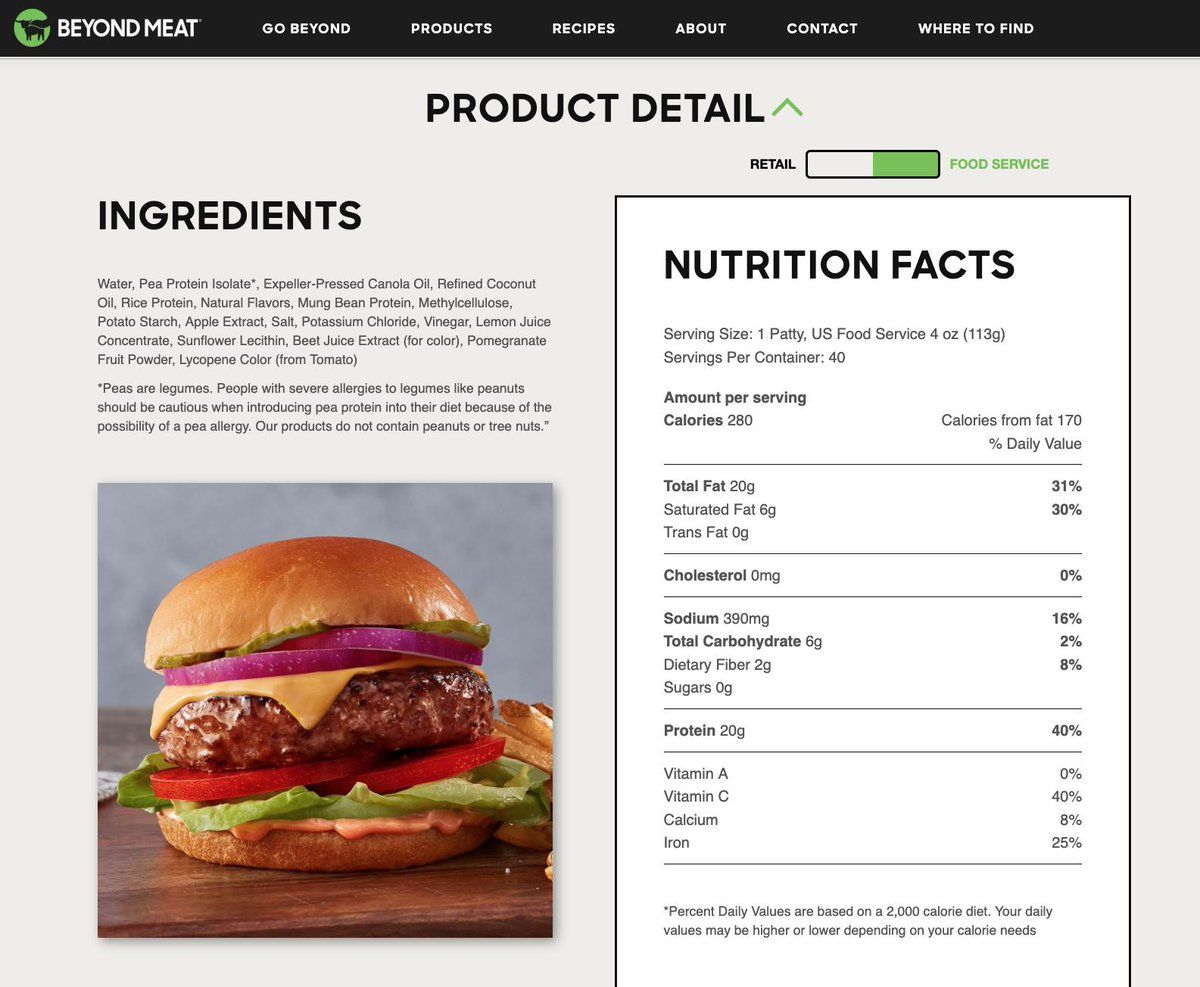 BEYOND MEAT
GO BEYOND
PRODUCTS
RECIPES
ABOUT
CONTACT
WHERE TO FIND
PRODUCT DETAIL
RETAIL
FOOD SERVICE
INGREDIENTS
Water, Pea Protein Isolate*, Expeller-Pressed Canola Oil, Refined Coconut
Oil, Rice Protein, Natural Flavors, Mung Bean Protein, Methylcellulose,
Potato Starch, Apple Extract, Salt, Potassium Chloride, Vinegar, Lemon Juice
Concentrate, Sunflower Lecithin, Beet Juice Extract (for color), Pomegranate
Fruit Powder, Lycopene Color (from Tomato)
*Peas are legumes. People with severe allergies to legumes like peanuts
should be cautious when introducing pea protein into their diet because of the
possibility of a pea allergy. Our products do not contain peanuts or tree nuts.”
NUTRITION FACTS
Serving Size: 1 Patty, US Food Service 4 oz (113g)
Servings Per Container: 40
Amount per serving
Calories 280 Calories from fat 170
% Daily Value
Total Fat 20g 31%
Saturated Fat 6g 30%
Trans Fat 0g
Cholesterol 0mg 0%
Sodium 390mg 16%
Total Carbohydrate 6g 2%
Dietary Fiber 2g 8%
Sugars 0g
Protein 20g 40%
Vitamin A 0%
Vitamin C 40%
Calcium 8%
Iron 25%
*Percent Daily Values are based on a 2,000 calorie diet. Your daily
values may be higher or lower depending on your calorie needs